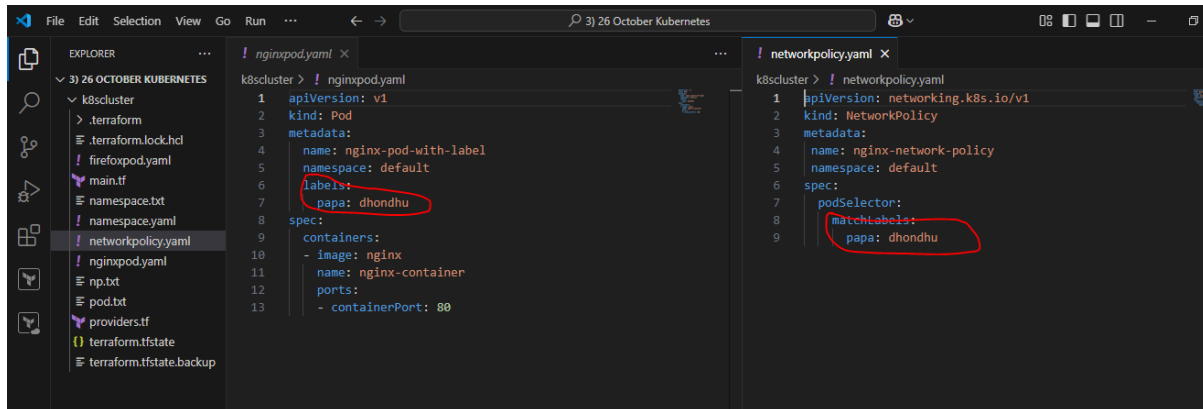 File Edit Selection View Go Run ...
3) 26 October Kubernetes
EXPLORER
3) 26 OCTOBER KUBERNETES
k8scluster
.terraform
.terraform.lock.hcl
firefoxpod.yaml
main.tf
namespace.txt
namespace.yaml
networkpolicy.yaml
nginxpod.yaml
np.txt
pod.txt
providers.tf
terraform.tfstate
terraform.tfstate.backup
nginxpod.yaml
k8scluster > nginxpod.yaml
1 apiVersion: v1
2 kind: Pod
3 metadata:
4 name: nginx-pod-with-label
5 namespace: default
6 labels:
7 papa: dhondhu
8 spec:
9 containers:
10 - image: nginx
11 name: nginx-container
12 ports:
13 - containerPort: 80
networkpolicy.yaml
k8scluster > networkpolicy.yaml
1 apiVersion: networking.k8s.io/v1
2 kind: NetworkPolicy
3 metadata:
4 name: nginx-network-policy
5 namespace: default
6 spec:
7 podSelector:
8 matchLabels:
9 papa: dhondhu